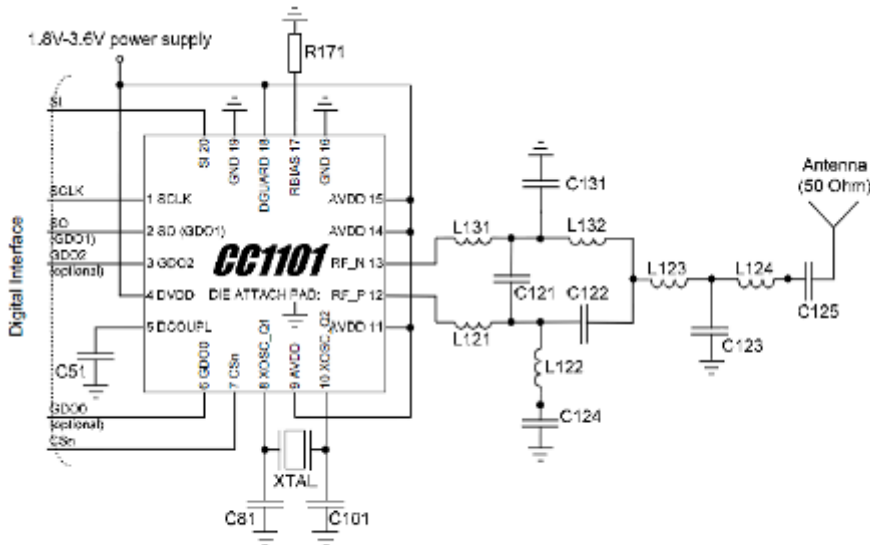 1.8V-3.6V power supply
R171
SI
SI 20
GND 19
DGUARD 18
RBIAS 17
GND 16
C131
Antenna
(50 Ohm)
SCLK
1 SCLK
AVDD 15
L131
L132
SO
(GDO1)
2 SO (GDO1)
AVDD 14
GDO2
(optional)
3 GDO2
CC1101
RF_N 13
L123
L124
4 DVDD
DIE ATTACH PAD:
RF_P 12
C121
C122
C125
5 DCOUPL
AVDD 11
L121
C123
Digital Interface
C51
6 GDO0
7 CSn
8 XOSC_Q1
9 AVDD
10 XOSC_Q2
L122
GDO0
(optional)
C124
CSn
XTAL
C81
C101